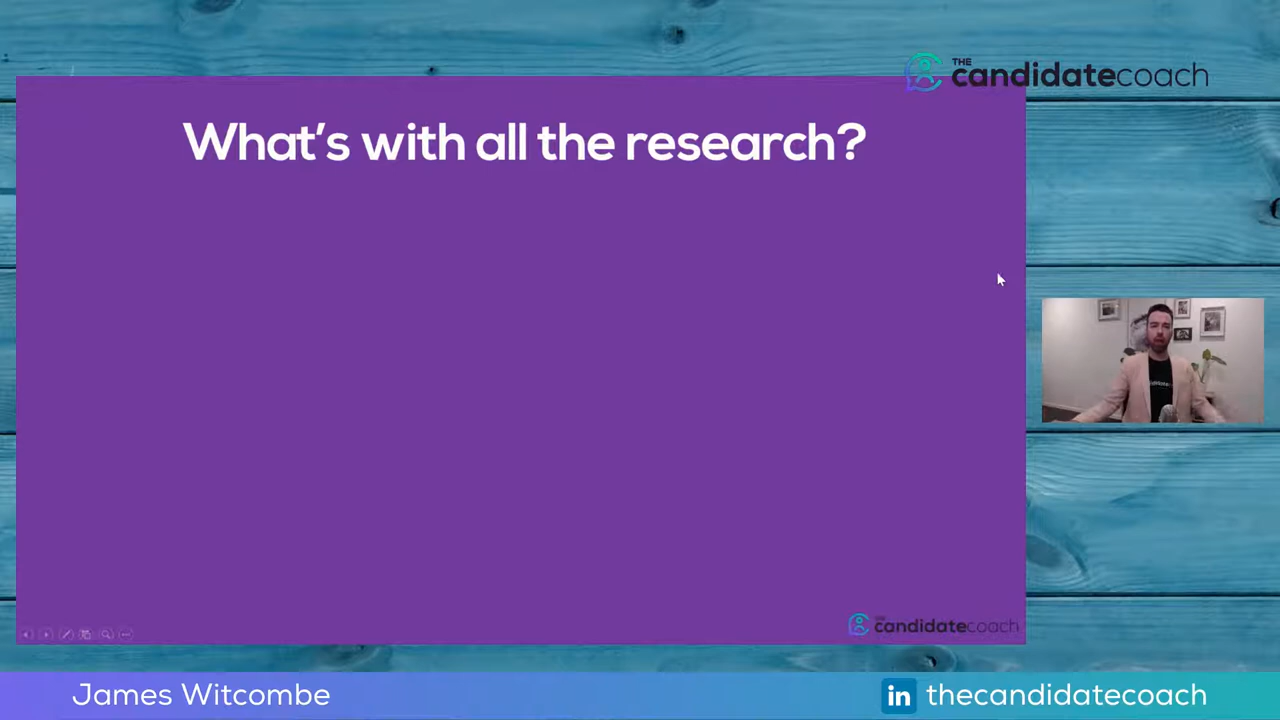 THE
candidatecoach
What's with all the research?
candidatecoach
James Witcombe
in thecandidatecoach